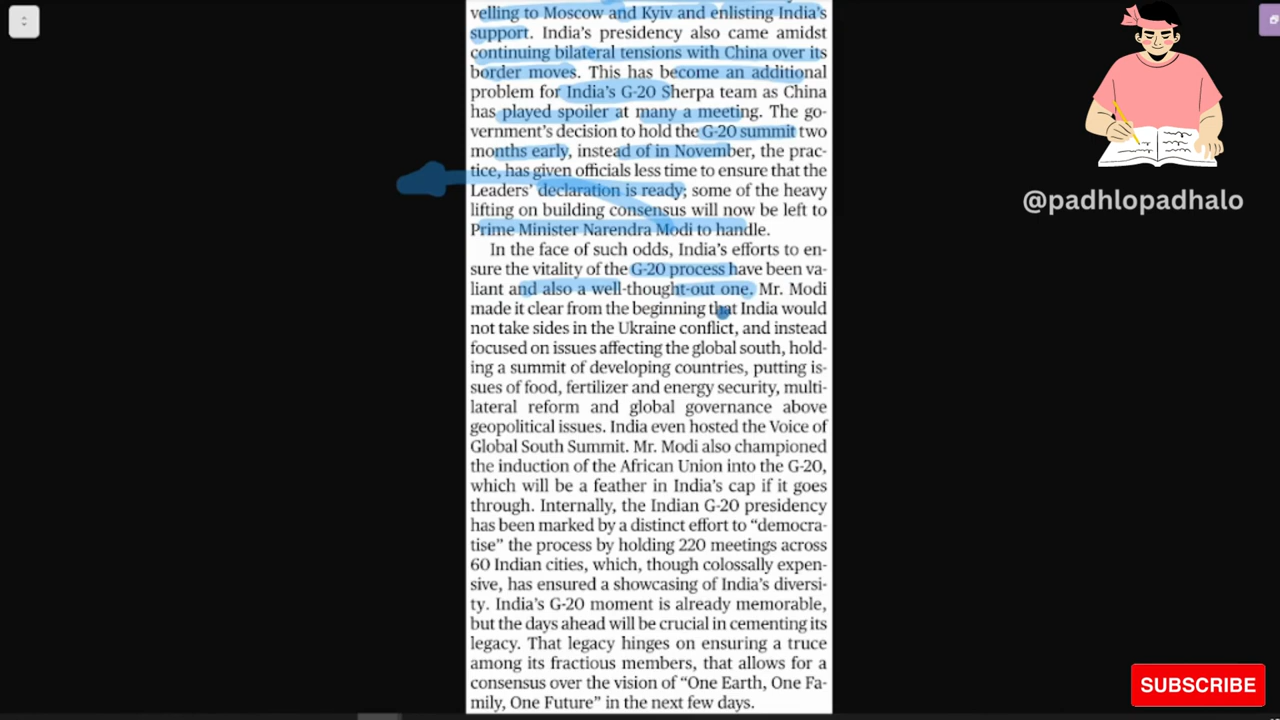 velling to Moscow and Kyiv and enlisting India's
support. India's presidency also came amidst
continuing bilateral tensions with China over its
border moves. This has become an additional
problem for India's G-20 Sherpa team as China
has played spoiler at many a meeting. The go-
vernment's decision to hold the G-20 summit two
months early, instead of in November, the prac-
tice, has given officials less time to ensure that the
Leaders' declaration is ready; some of the heavy
lifting on building consensus will now be left to
Prime Minister Narendra Modi to handle.
In the face of such odds, India's efforts to en-
sure the vitality of the G-20 process have been va-
liant and also a well-thought-out one. Mr. Modi
made it clear from the beginning that India would
not take sides in the Ukraine conflict, and instead
focused on issues affecting the global south, hold-
ing a summit of developing countries, putting is-
sues of food, fertilizer and energy security, multi-
lateral reform and global governance above
geopolitical issues. India even hosted the Voice of
Global South Summit. Mr. Modi also championed
the induction of the African Union into the G-20,
which will be a feather in India's cap if it goes
through. Internally, the Indian G-20 presidency
has been marked by a distinct effort to "democra-
tise" the process by holding 220 meetings across
60 Indian cities, which, though colossally expen-
sive, has ensured a showcasing of India's diversi-
ty. India's G-20 moment is already memorable,
but the days ahead will be crucial in cementing its
legacy. That legacy hinges on ensuring a truce
among its fractious members, that allows for a
consensus over the vision of "One Earth, One Fa-
mily, One Future" in the next few days.
@padhlopadhalo
SUBSCRIBE